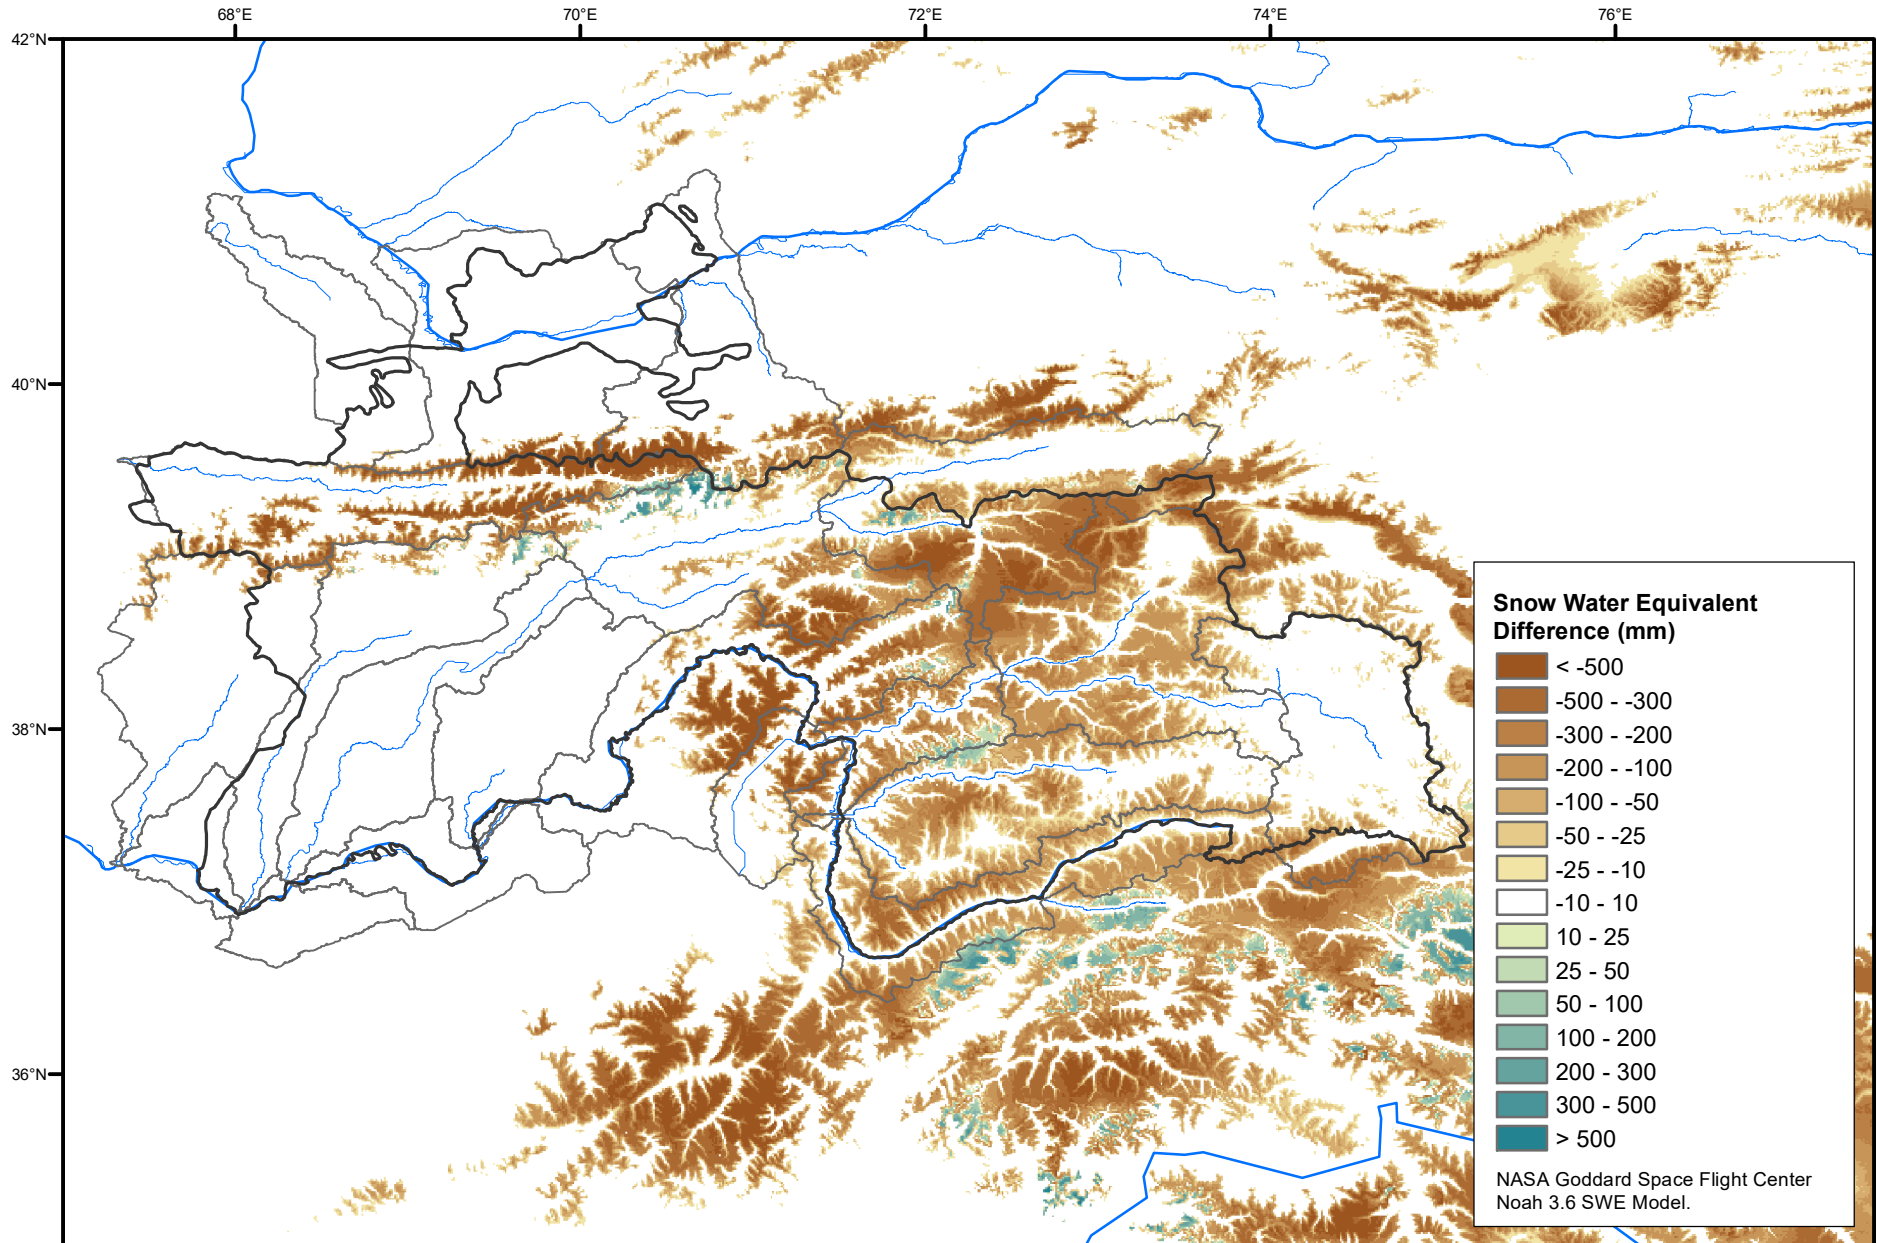 68°E
70°E
72°E
74°E
76°E
42°N
40°N
38°N
36°N
Snow Water Equivalent
Difference (mm)
< -500
-500 - -300
-300 - -200
-200 - -100
-100 - -50
-50 - -25
-25 - -10
-10 - 10
10 - 25
25 - 50
50 - 100
100 - 200
200 - 300
300 - 500
> 500
NASA Goddard Space Flight Center
Noah 3.6 SWE Model.